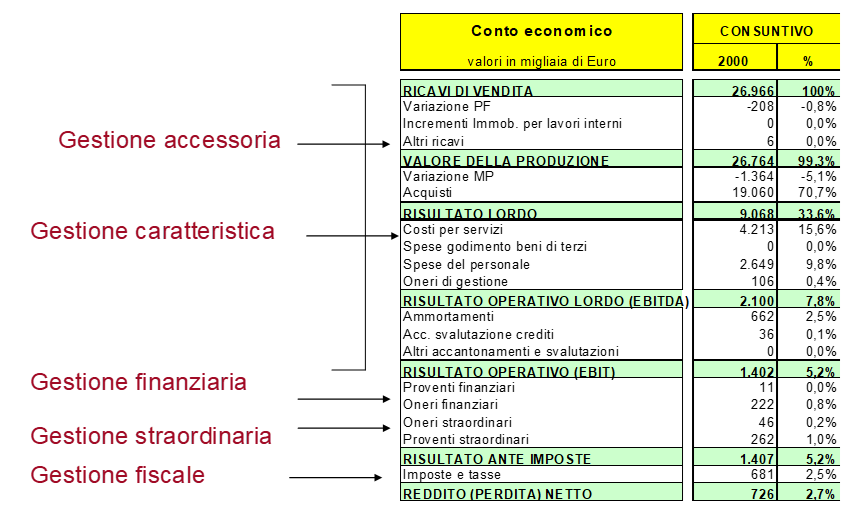 Conto economico CONSUNTIVO
valori in migliaia di Euro 2000 %
RICAVI DI VENDITA 26.966 100%
Variazione PF -208 -0,8%
Incrementi Immob. per lavori interni 0 0,0%
Gestione accessoria
Altri ricavi 6 0,0%
VALORE DELLA PRODUZIONE 26.764 99,3%
Variazione MP -1.364 -5,1%
Acquisti 19.060 70,7%
RISULTATO LORDO 9.068 33,6%
Gestione caratteristica
Costi per servizi 4.213 15,6%
Spese godimento beni di terzi 0 0,0%
Spese del personale 2.649 9,8%
Oneri di gestione 106 0,4%
RISULTATO OPERATIVO LORDO (EBITDA) 2.100 7,8%
Ammortamenti 662 2,5%
Acc. svalutazione crediti 36 0,1%
Altri accantonamenti e svalutazioni 0 0,0%
RISULTATO OPERATIVO (EBIT) 1.402 5,2%
Gestione finanziaria
Proventi finanziari 11 0,0%
Oneri finanziari 222 0,8%
Oneri straordinari 46 0,2%
Gestione straordinaria
Proventi straordinari 262 1,0%
RISULTATO ANTE IMPOSTE 1.407 5,2%
Gestione fiscale
Imposte e tasse 681 2,5%
REDDITO (PERDITA) NETTO 726 2,7%